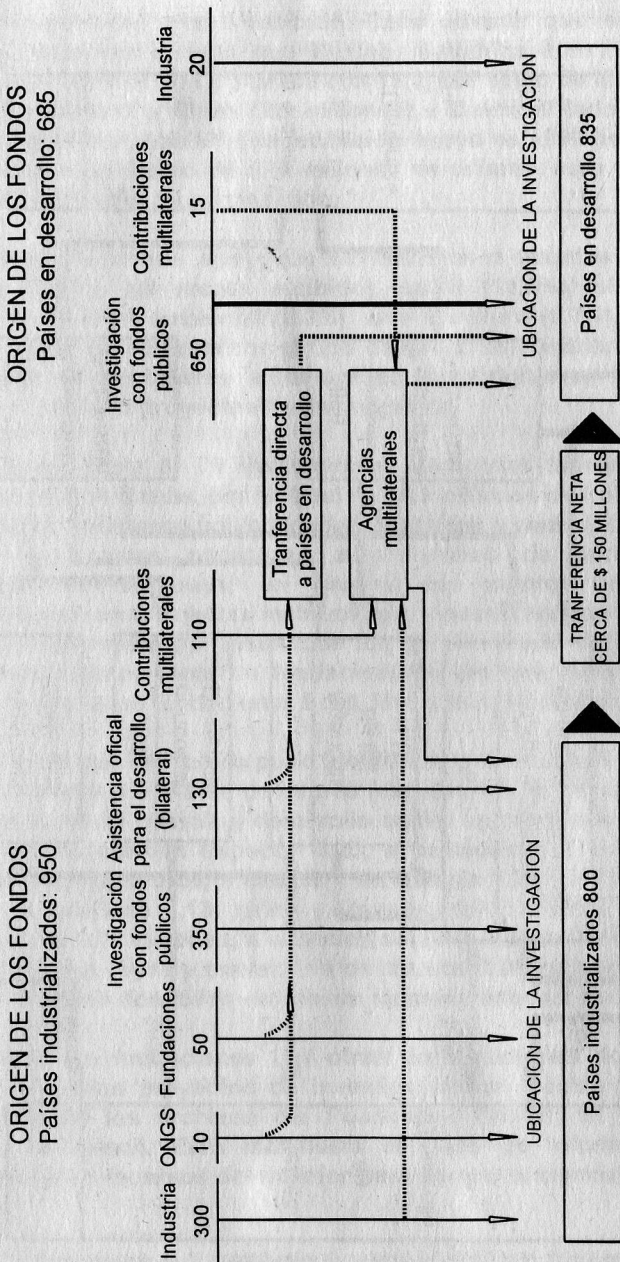 ORIGEN DE LOS FONDOS
Países industrializados: 950
ORIGEN DE LOS FONDOS
Países en desarrollo: 685
Industria
ONGS
Fundaciones
Investigación
con fondos
públicos
Asistencia oficial
para el desarrollo
(bilateral)
Contribuciones
multilaterales
Investigación
con fondos
públicos
Contribuciones
mutilaterales
Industria
300
10
50
350
130
110
650
15
20
Tranfrerencia directa
a países en desarrollo
Agencias
multilaterales
UBICACION DE LA INVESTIGACION
UBICACION DE LA INVESTIGACION
Países industrializados 800
TRANFERENCIA NETA
CERCA DE $ 150 MILLONES
Países en desarrollo 835